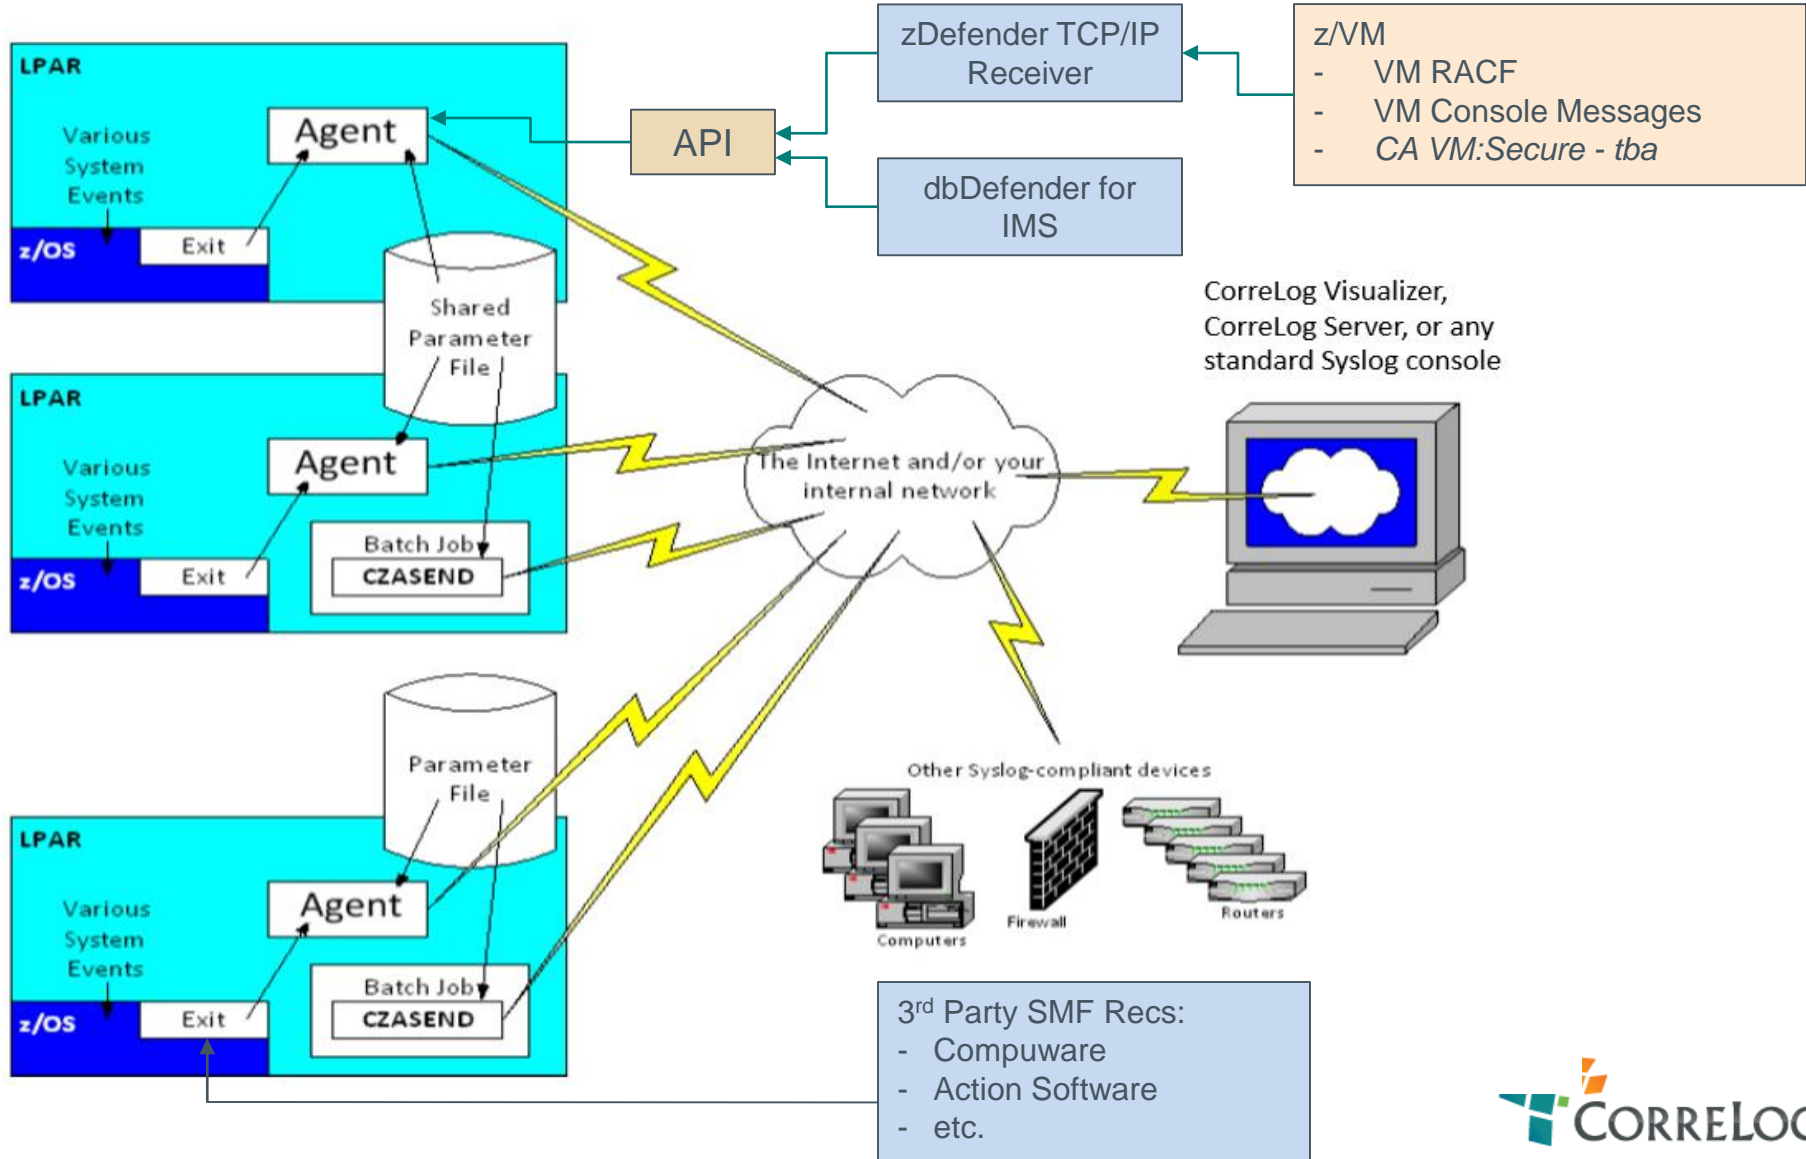 LPAR
Various
System
Events
Agent
z/OS
Exit
API
zDefender TCP/IP
Receiver
dbDefender for
IMS
z/VM
- VM RACF
- VM Console Messages
- CA VM:Secure - tba
Shared
Parameter
File
LPAR
Various
System
Events
Agent
z/OS
Exit
Batch Job
CZASEND
The Internet and/or your
internal network
CorreLog Visualizer,
CorreLog Server, or any
standard Syslog console
Parameter
File
LPAR
Various
System
Events
Agent
z/OS
Exit
Batch Job
CZASEND
Other Syslog-compliant devices
Computers
Firewall
Routers
3rd Party SMF Recs:
- Compuware
- Action Software
- etc.
CORRELOG